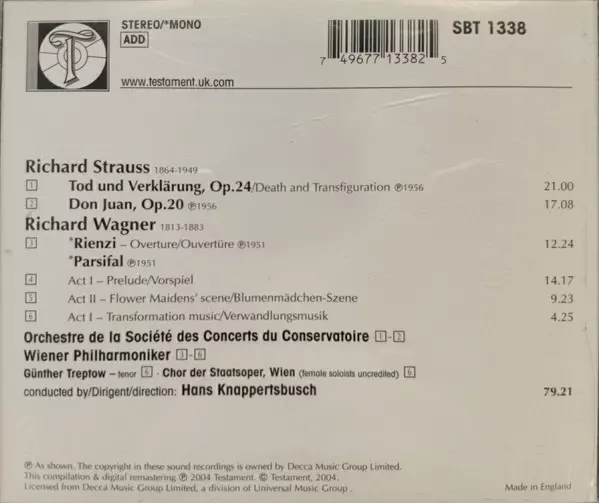 STEREO/*MONO
SBT 1338
ADD
T
7 49677 13382 5
www.testament.uk.com
Richard Strauss 1864-1949
1 Tod und Verklärung, Op.24/Death and Transfiguration ℗1956 21.00
2 Don Juan, Op.20 ℗1956 17.08
Richard Wagner 1813-1883
3 *Rienzi – Overture/Ouvertüre ℗1951 12.24
*Parsifal ℗1951
4 Act I – Prelude/Vorspiel 14.17
5 Act II – Flower Maidens' scene/Blumenmädchen-Szene 9.23
6 Act I – Transformation music/Verwandlungsmusik 4.25
Orchestre de la Société des Concerts du Conservatoire 1-2
Wiener Philharmoniker 3-6
Günther Treptow – tenor 6 · Chor der Staatsoper, Wien (female soloists uncredited) 6
conducted by/Dirigent/direction: Hans Knappertsbusch 79.21
℗ As shown. The copyright in these sound recordings is owned by Decca Music Group Limited.
This compilation & digital remastering ℗ 2004 Testament. © Testament, 2004.
Licensed from Decca Music Group Limited, a division of Universal Music Group. Made in England